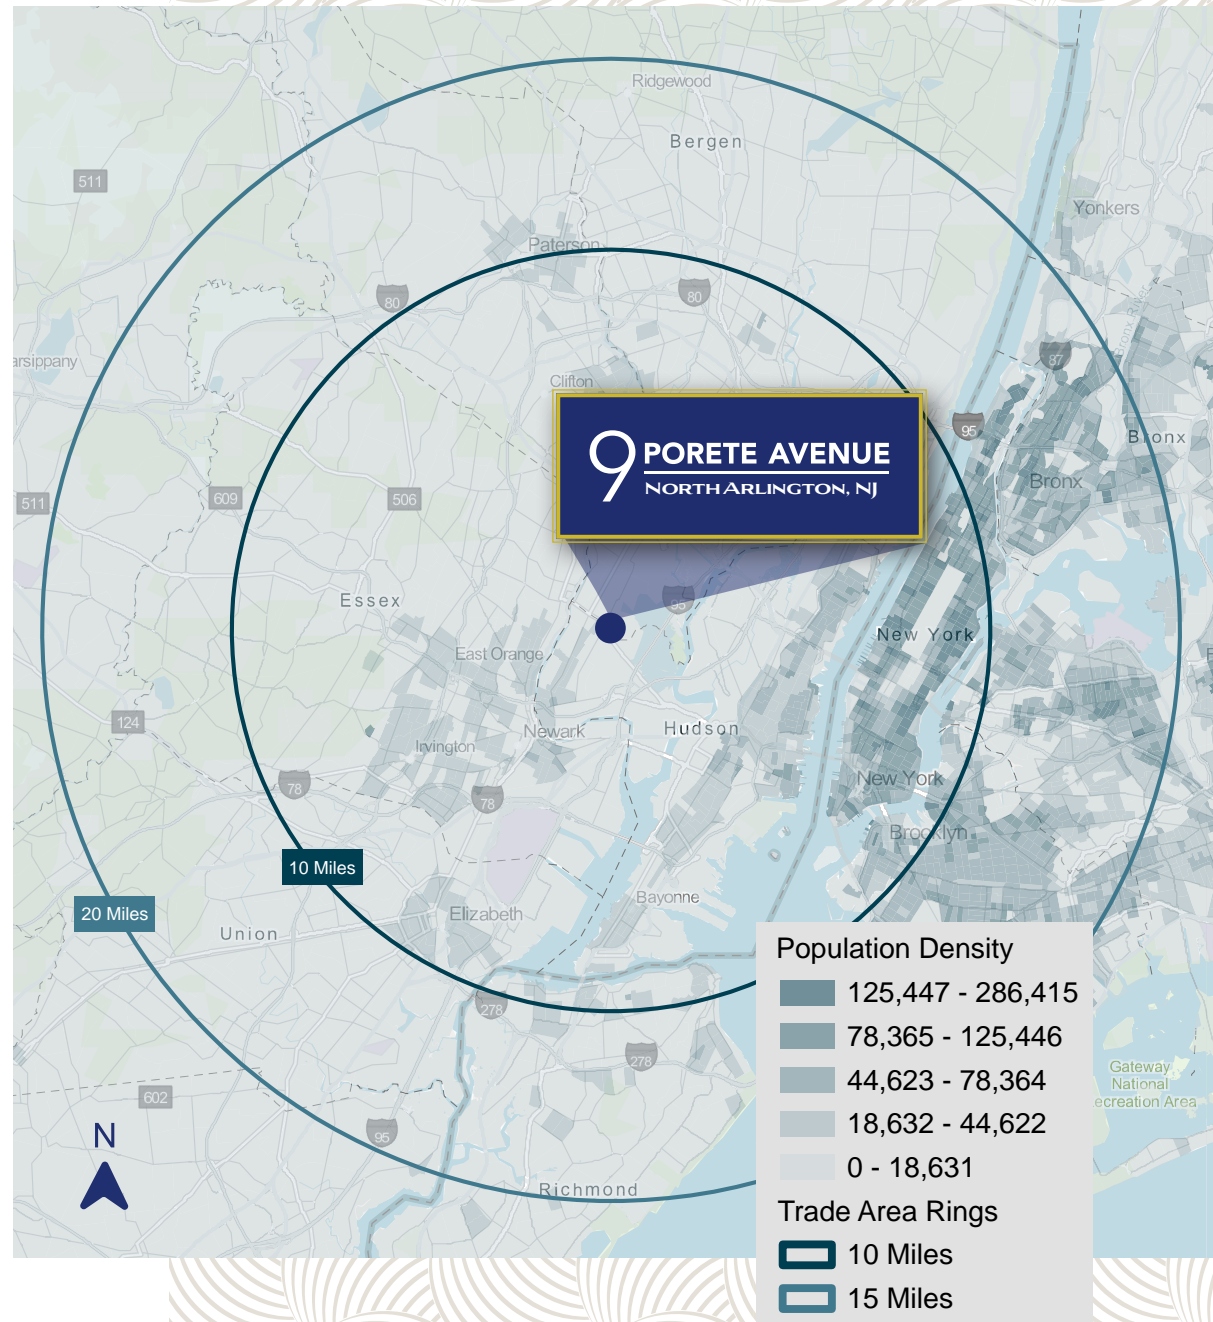 Ridgewood
Bergen
511
Yonkers
Paterson
80
80
arsippany
87
Clifton
95
Bronx
9 PORETE AVENUE
NORTH ARLINGTON, NJ
Bronx
511
609
506
Essex
95
New York
East Orange
124
Newark
Hudson
Irvington
78
78
New York
Brooklyn
10 Miles
Bayonne
20 Miles
Elizabeth
Union
278
278
602
95
Richmond
Gateway
National
ecreation Area
N
Population Density
125,447 - 286,415
78,365 - 125,446
44,623 - 78,364
18,632 - 44,622
0 - 18,631
Trade Area Rings
10 Miles
15 Miles